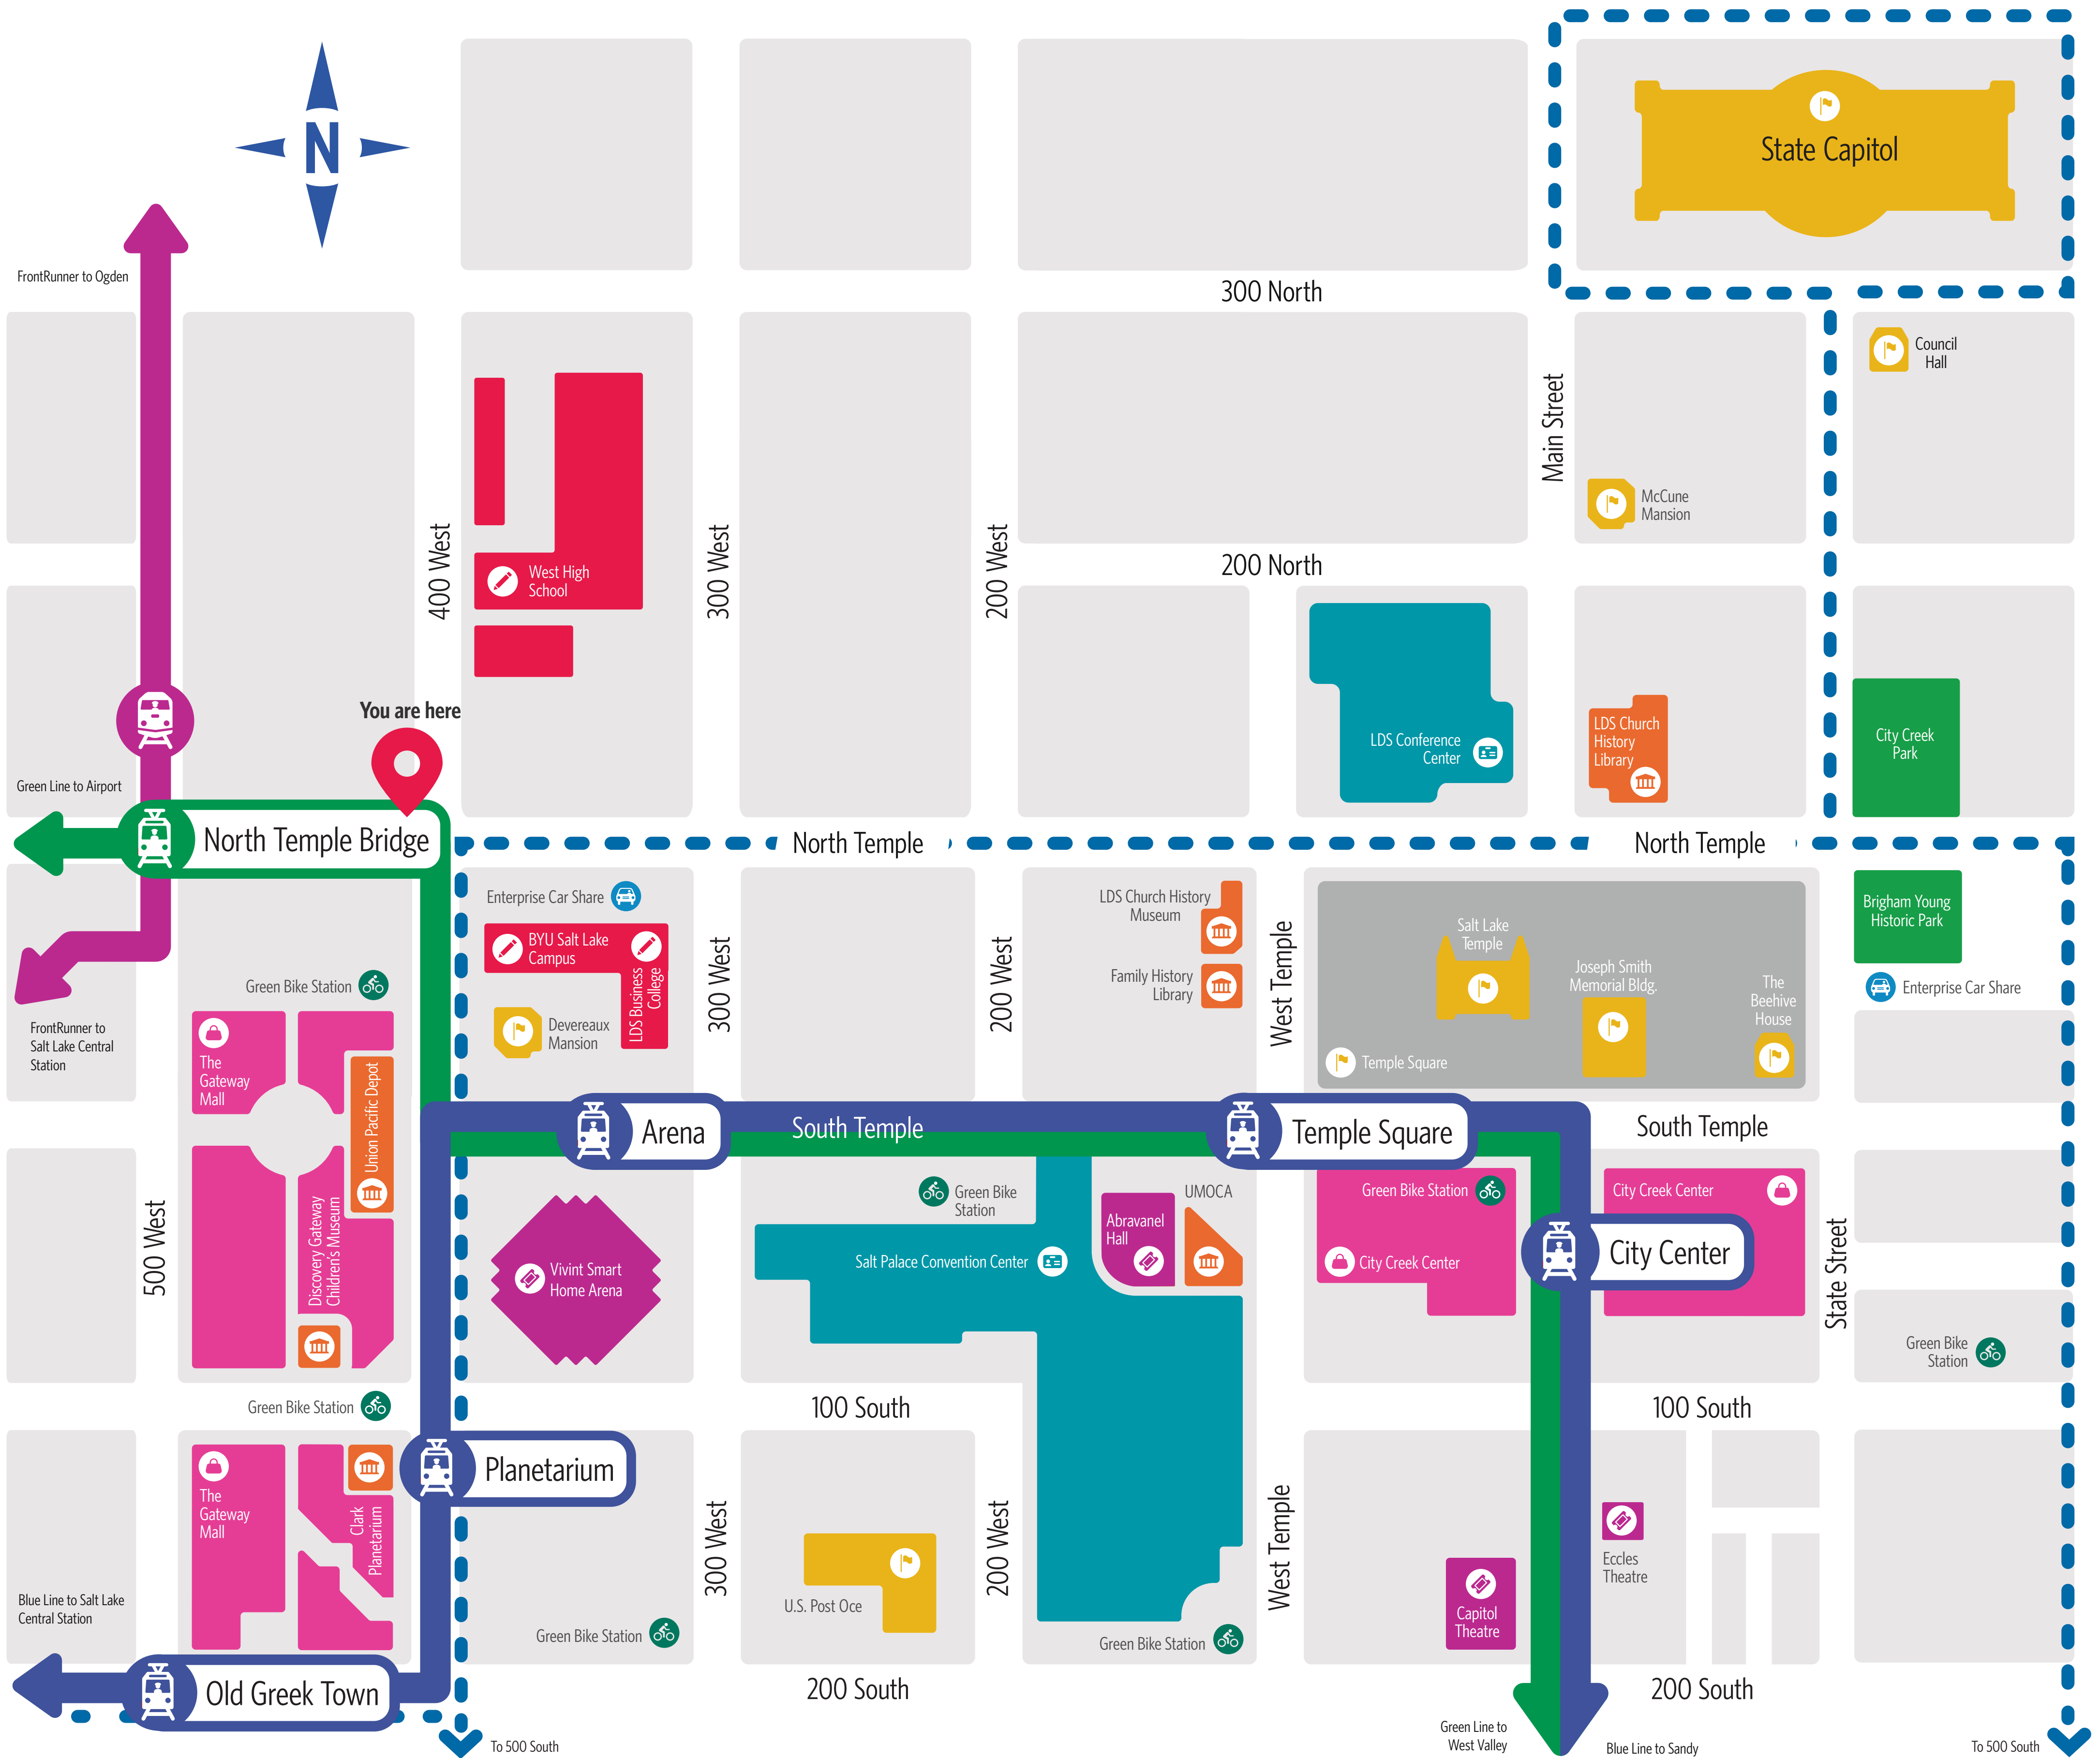 N
State Capitol
FrontRunner to Ogden
300 North
Council
Hall
Main Street
McCune
Mansion
400 West
300 West
200 West
West High
School
200 North
You are here
LDS Conference
Center
LDS Church
History
Library
City Creek
Park
Green Line to Airport
North Temple Bridge
North Temple
North Temple
Enterprise Car Share
BYU Salt Lake
Campus
LDS Business
College
Devereaux
Mansion
300 West
200 West
LDS Church History
Museum
Family History
Library
West Temple
Salt Lake
Temple
Joseph Smith
Memorial Bldg.
The
Beehive
House
Temple Square
Brigham Young
Historic Park
Enterprise Car Share
Green Bike Station
FrontRunner to
Salt Lake Central
Station
The
Gateway
Mall
Union Pacific Depot
Discovery Gateway
Children's Museum
Arena
South Temple
Temple Square
South Temple
500 West
Vivint Smart
Home Arena
Green Bike
Station
Salt Palace Convention Center
Abravanel
Hall
UMOCA
Green Bike Station
City Creek Center
City Creek Center
City Center
State Street
Green Bike
Station
Green Bike Station
100 South
100 South
Planetarium
The
Gateway
Mall
Clark
Planetarium
300 West
200 West
West Temple
U.S. Post Oce
Green Bike Station
Green Bike Station
Capitol
Theatre
Eccles
Theatre
Blue Line to Salt Lake
Central Station
Old Greek Town
200 South
200 South
To 500 South
Green Line to
West Valley
Blue Line to Sandy
To 500 South